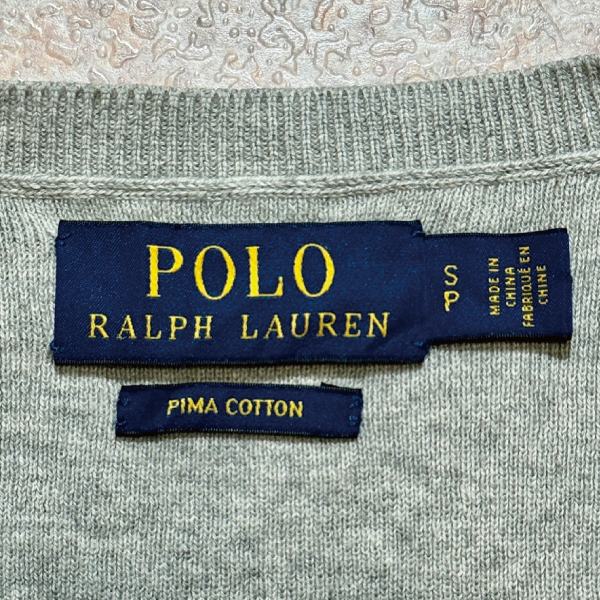 POLO
RALPH LAUREN
S
P
MADE IN
CHINA
FABRIQUÉ EN
CHINE
PIMA COTTON